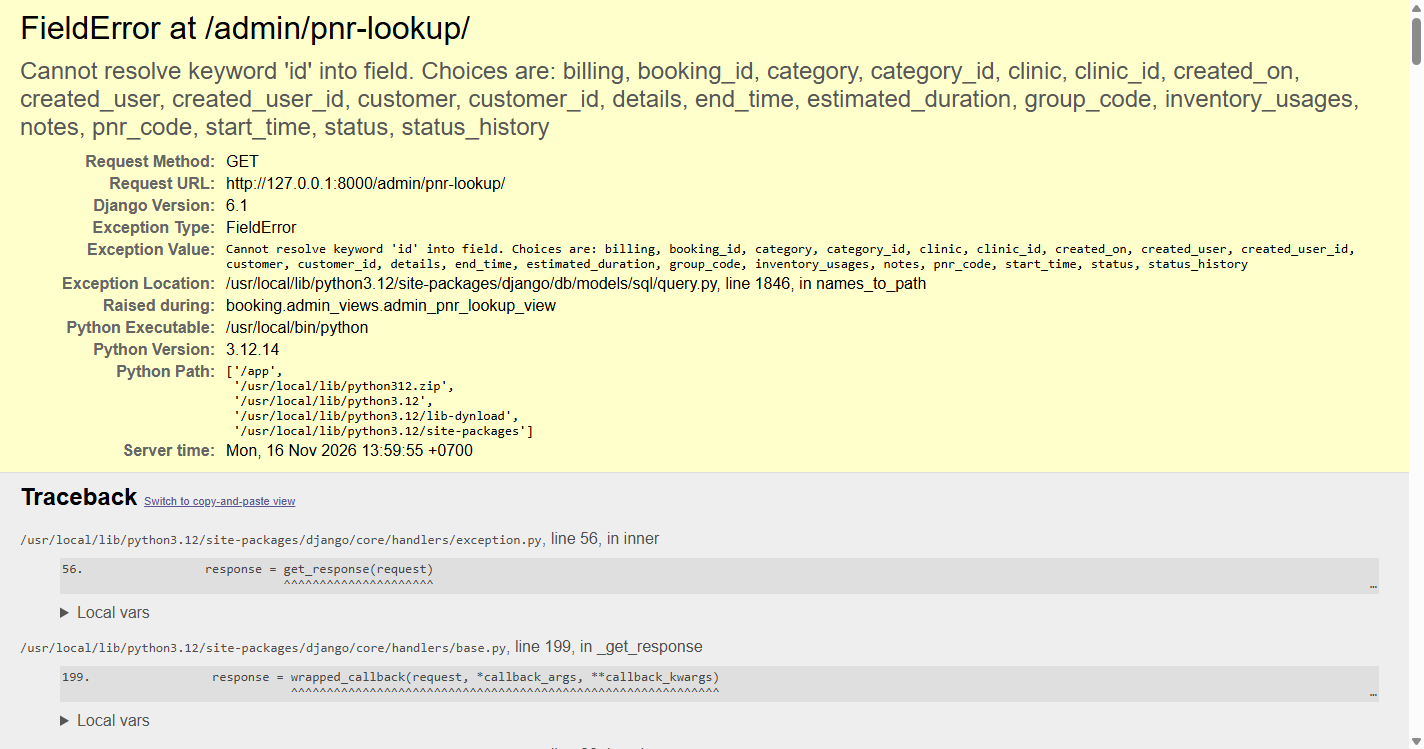 FieldError at /admin/pnr-lookup/
Cannot resolve keyword 'id' into field. Choices are: billing, booking_id, category, category_id, clinic, clinic_id, created_on,
created_user, created_user_id, customer, customer_id, details, end_time, estimated_duration, group_code, inventory_usages,
notes, pnr_code, start_time, status, status_history
Request Method: GET
Request URL: http://127.0.0.1:8000/admin/pnr-lookup/
Django Version: 6.1
Exception Type: FieldError
Exception Value: Cannot resolve keyword 'id' into field. Choices are: billing, booking_id, category, category_id, clinic, clinic_id, created_on, created_user, created_user_id,
customer, customer_id, details, end_time, estimated_duration, group_code, inventory_usages, notes, pnr_code, start_time, status, status_history
Exception Location: /usr/local/lib/python3.12/site-packages/django/db/models/sql/query.py, line 1846, in names_to_path
Raised during: booking.admin_views.admin_pnr_lookup_view
Python Executable: /usr/local/bin/python
Python Version: 3.12.14
Python Path: ['/app',
'/usr/local/lib/python312.zip',
'/usr/local/lib/python3.12',
'/usr/local/lib/python3.12/lib-dynload',
'/usr/local/lib/python3.12/site-packages']
Server time: Mon, 16 Nov 2026 13:59:55 +0700
Traceback Switch to copy-and-paste view
/usr/local/lib/python3.12/site-packages/django/core/handlers/exception.py, line 56, in inner
56. response = get_response(request)
^^^^^^^^^^^^^^^^^^^^^
…
▶ Local vars
/usr/local/lib/python3.12/site-packages/django/core/handlers/base.py, line 199, in _get_response
199. response = wrapped_callback(request, *callback_args, **callback_kwargs)
^^^^^^^^^^^^^^^^^^^^^^^^^^^^^^^^^^^^^^^^^^^^^^^^^^^^^^^^^^^^
…
▶ Local vars